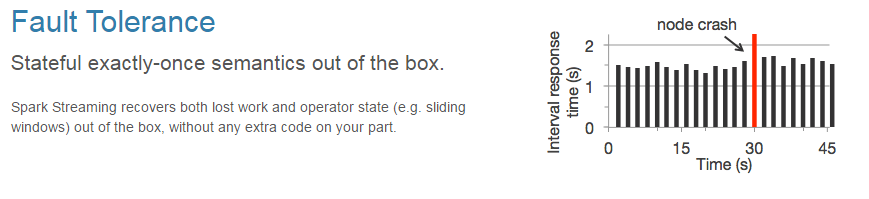 Fault Tolerance
Stateful exactly-once semantics out of the box.
Spark Streaming recovers both lost work and operator state (e.g. sliding
windows) out of the box, without any extra code on your part.
node crash
Interval response
time (s)
2
1
0
0 15 30 45
Time (s)